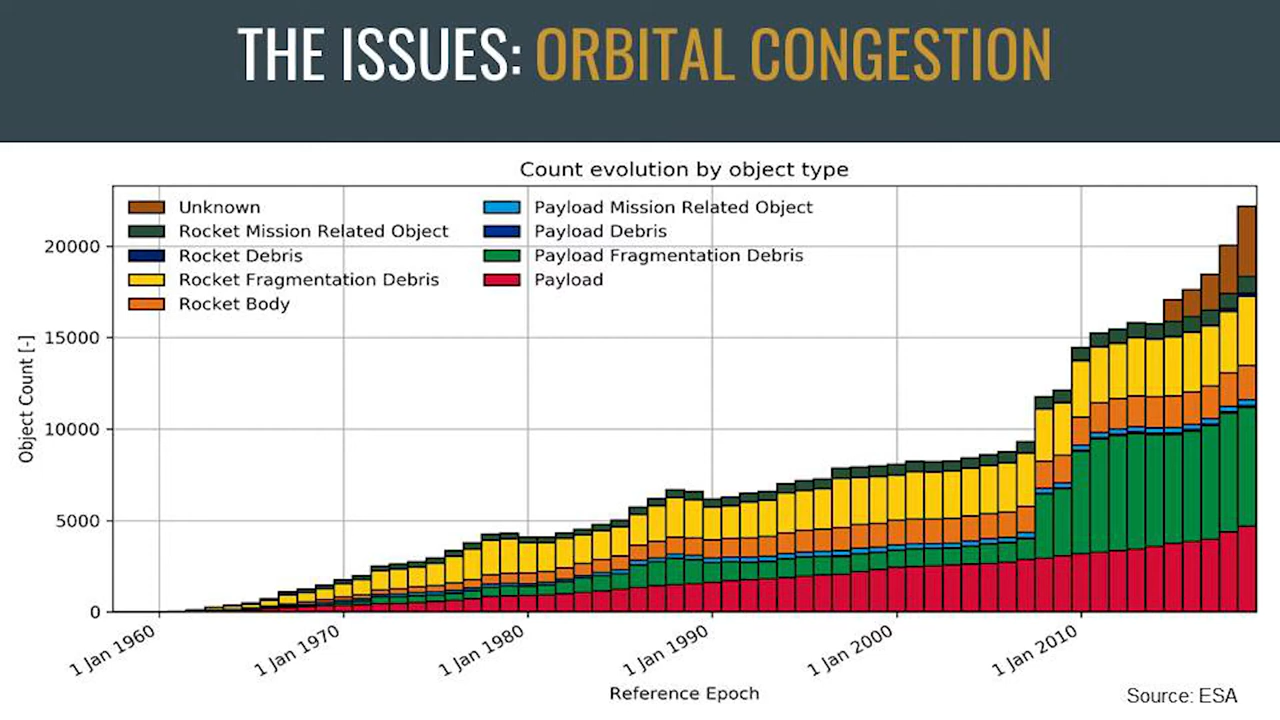 THE ISSUES: ORBITAL CONGESTION
Count evolution by object type
Unknown
Rocket Mission Related Object
Rocket Debris
Rocket Fragmentation Debris
Rocket Body
Payload Mission Related Object
Payload Debris
Payload Fragmentation Debris
Payload
Object Count [-]
20000
15000
10000
5000
0
1 Jan 1960
1 Jan 1970
1 Jan 1980
1 Jan 1990
1 Jan 2000
1 Jan 2010
Reference Epoch
Source: ESA